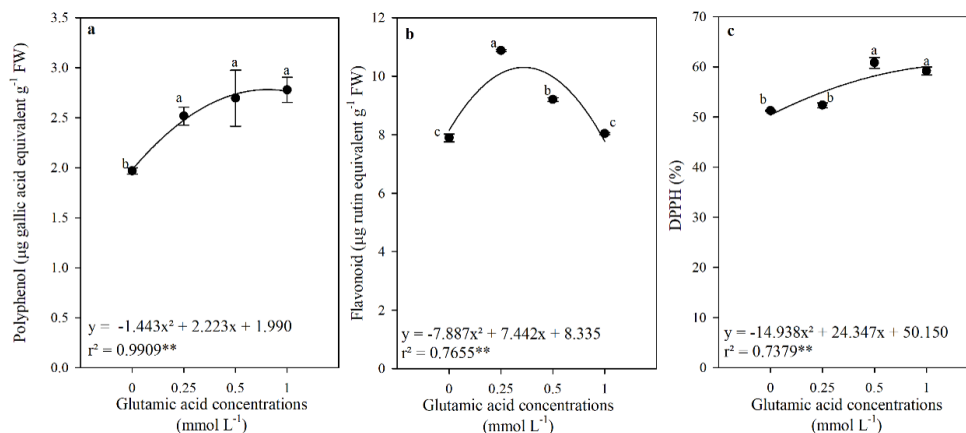 a
Polyphenol (µg gallic acid equivalent g⁻¹ FW)
3.5
3.0
2.5
2.0
1.5
1.0
0.5
0.0
b
a
a
a
y = -1.443x² + 2.223x + 1.990
r² = 0.9909**
0 0.25 0.5 1
Glutamic acid concentrations
(mmol L⁻¹)
b
Flavonoid (µg rutin equivalent g⁻¹ FW)
12
10
8
6
4
2
0
c
a
b
c
y = -7.887x² + 7.442x + 8.335
r² = 0.7655**
0 0.25 0.5 1
Glutamic acid concentrations
(mmol L⁻¹)
c
DPPH (%)
70
60
50
40
30
20
10
0
b
b
a
a
y = -14.938x² + 24.347x + 50.150
r² = 0.7379**
0 0.25 0.5 1
Glutamic acid concentrations
(mmol L⁻¹)